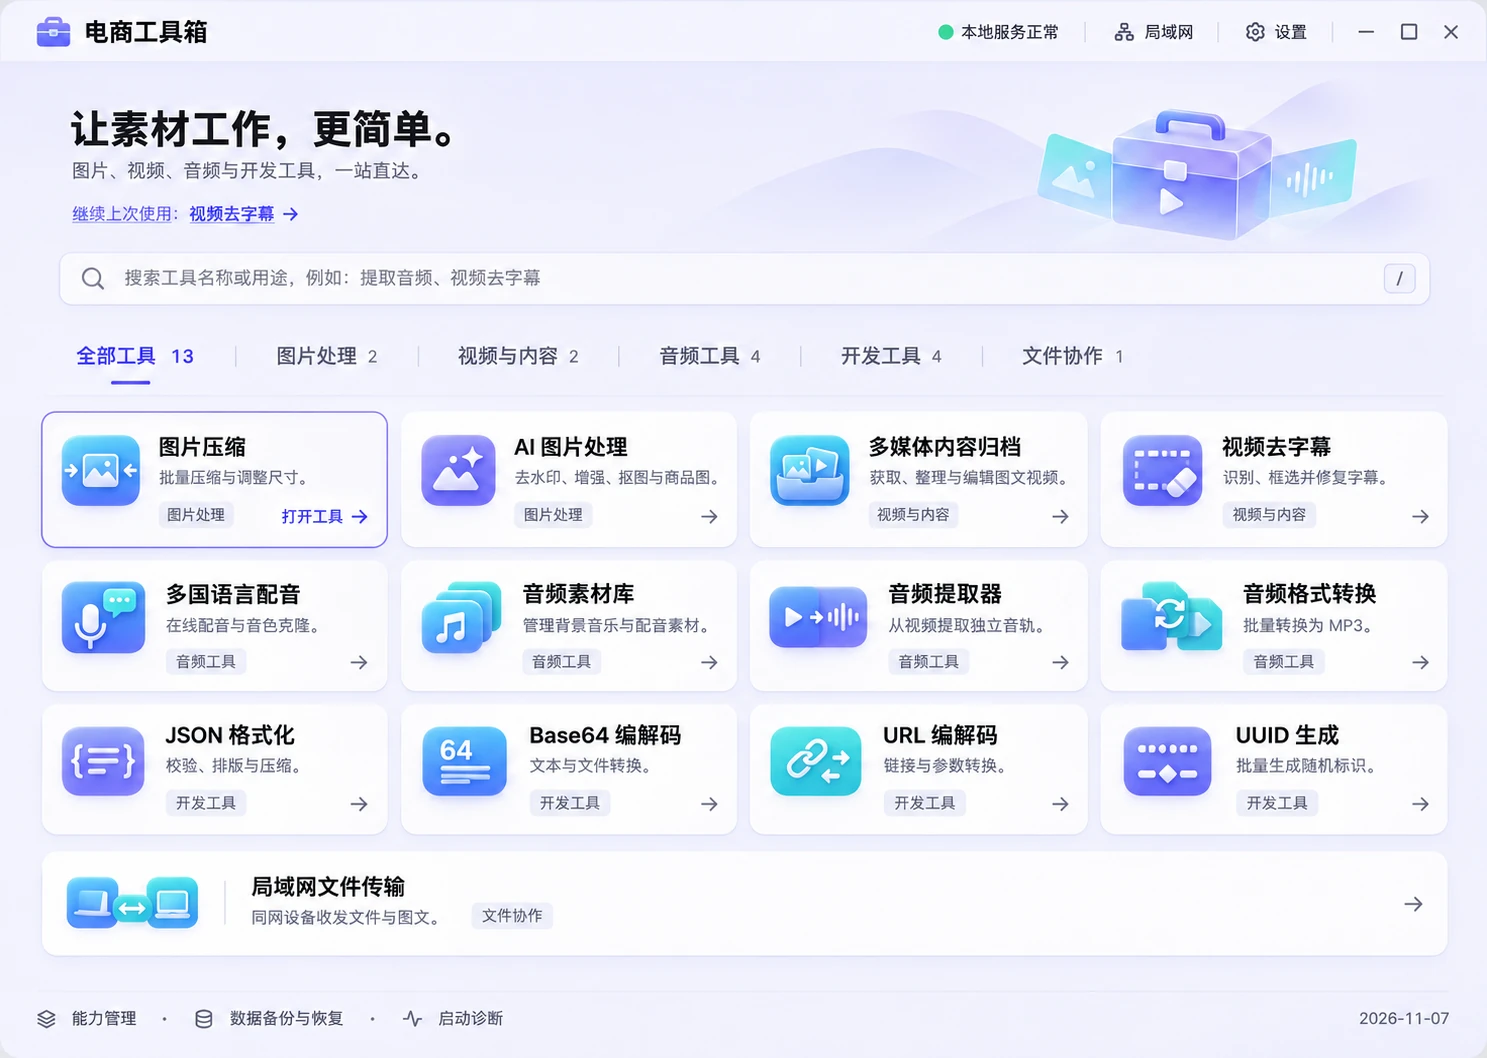 电商工具箱
本地服务正常
局域网
设置
让素材工作，更简单。
图片、视频、音频与开发工具，一站直达。
继续上次使用：视频去字幕 →
搜索工具名称或用途，例如：提取音频、视频去字幕
/
全部工具 13
图片处理 2
视频与内容 2
音频工具 4
开发工具 4
文件协作 1
图片压缩
批量压缩与调整尺寸。
图片处理
打开工具 →
AI 图片处理
去水印、增强、抠图与商品图。
图片处理
多媒体内容归档
获取、整理与编辑图文视频。
视频与内容
视频去字幕
识别、框选并修复字幕。
视频与内容
多国语言配音
在线配音与音色克隆。
音频工具
音频素材库
管理背景音乐与配音素材。
音频工具
音频提取器
从视频提取独立音轨。
音频工具
音频格式转换
批量转换为 MP3。
音频工具
JSON 格式化
校验、排版与压缩。
开发工具
64
Base64 编解码
文本与文件转换。
开发工具
URL 编解码
链接与参数转换。
开发工具
UUID 生成
批量生成随机标识。
开发工具
局域网文件传输
同网设备收发文件与图文。
文件协作
能力管理 · 数据备份与恢复 · 启动诊断
2026-11-07